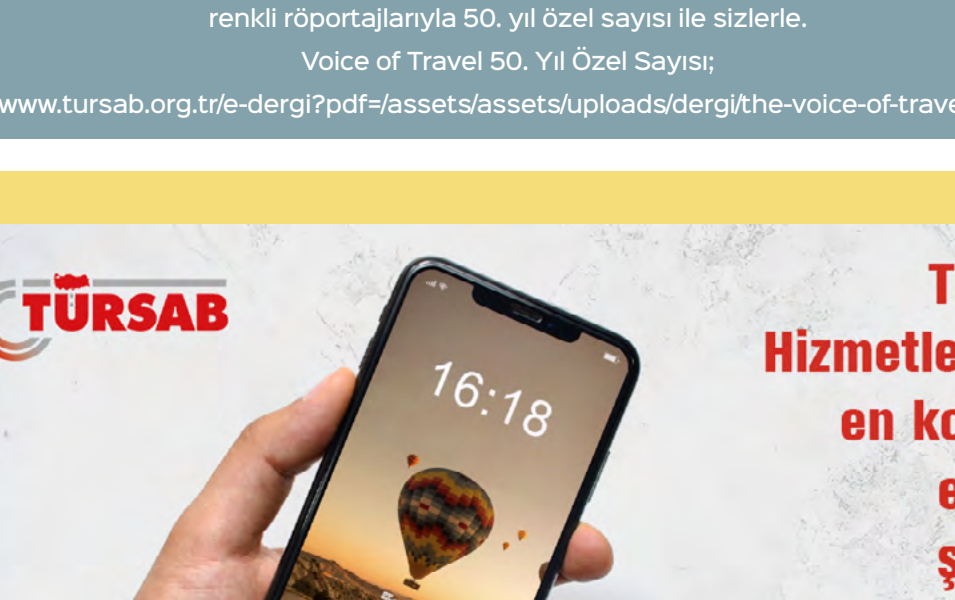 renkli röportajlarıyla 50. yıl özel sayısı ile sizlerle.
Voice of Travel 50. Yıl Özel Sayısı;
www.tursab.org.tr/e-dergi?pdf=/assets/assets/uploads/dergi/the-voice-of-trave
TÜRSAB
16:18
T
Hizmetle
en ko
e
ş